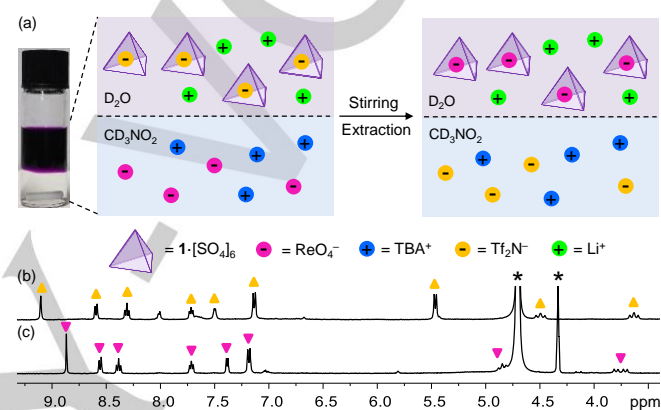 (a)
D₂O
CD₃NO₂
Stirring
Extraction
D₂O
CD₃NO₂
= 1·[SO₄]₆ = ReO₄⁻ = TBA⁺ = Tf₂N⁻ = Li⁺
(b)
* *
(c)
9.0 8.5 8.0 7.5 7.0 6.5 6.0 5.5 5.0 4.5 4.0 ppm